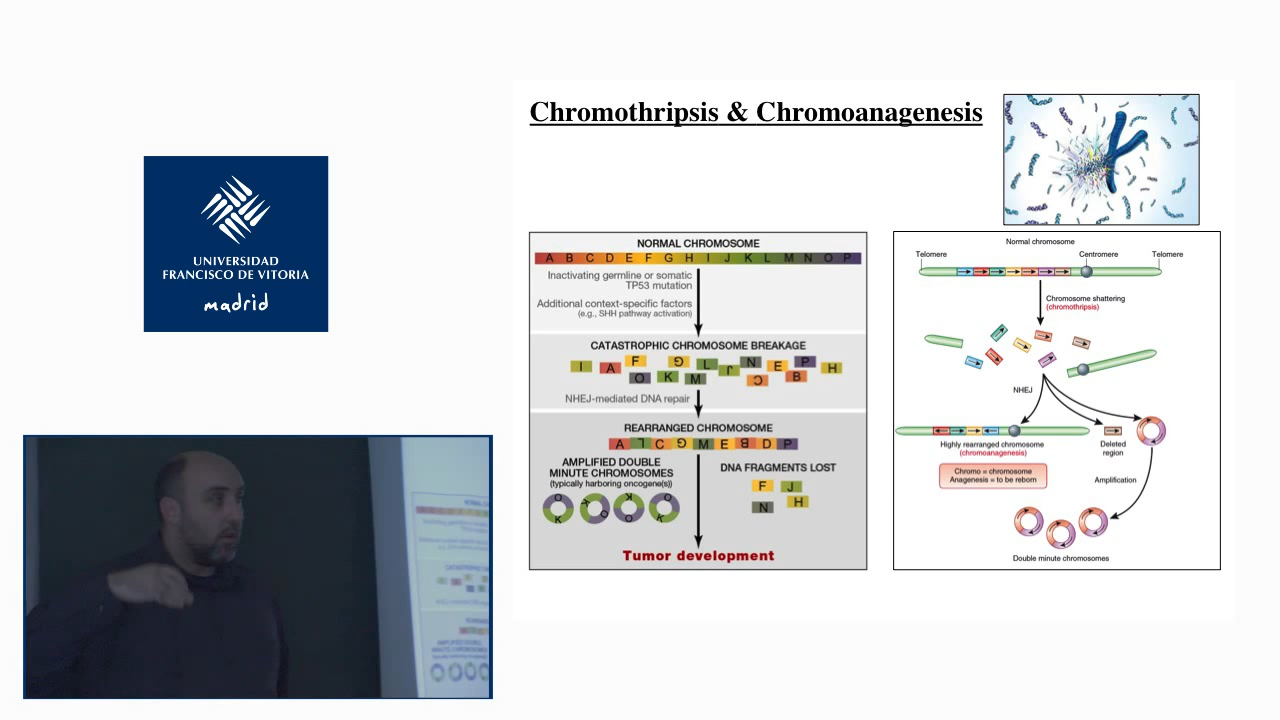 UNIVERSIDAD
FRANCISCO DE VITORIA
madrid
Chromothripsis & Chromoanagenesis
NORMAL CHROMOSOME
A B C D E F G H I J K L M N O P
Inactivating germline or somatic
TP53 mutation
Additional context-specific factors
(e.g., SHH pathway activation)
CATASTROPHIC CHROMOSOME BREAKAGE
I A F O G K L M J N C E B P H
NHEJ-mediated DNA repair
REARRANGED CHROMOSOME
A L C G M E B D P
AMPLIFIED DOUBLE
MINUTE CHROMOSOMES
(typically harboring oncogene(s))
O K O K K O O K
DNA FRAGMENTS LOST
F J
N H
Tumor development
Normal chromosome
Telomere Centromere Telomere
Chromosome shattering
(chromothripsis)
NHEJ
Highly rearranged chromosome
(chromoanagenesis)
Deleted
region
Chromo = chromosome
Anagenesis = to be reborn
Amplification
Double minute chromosomes